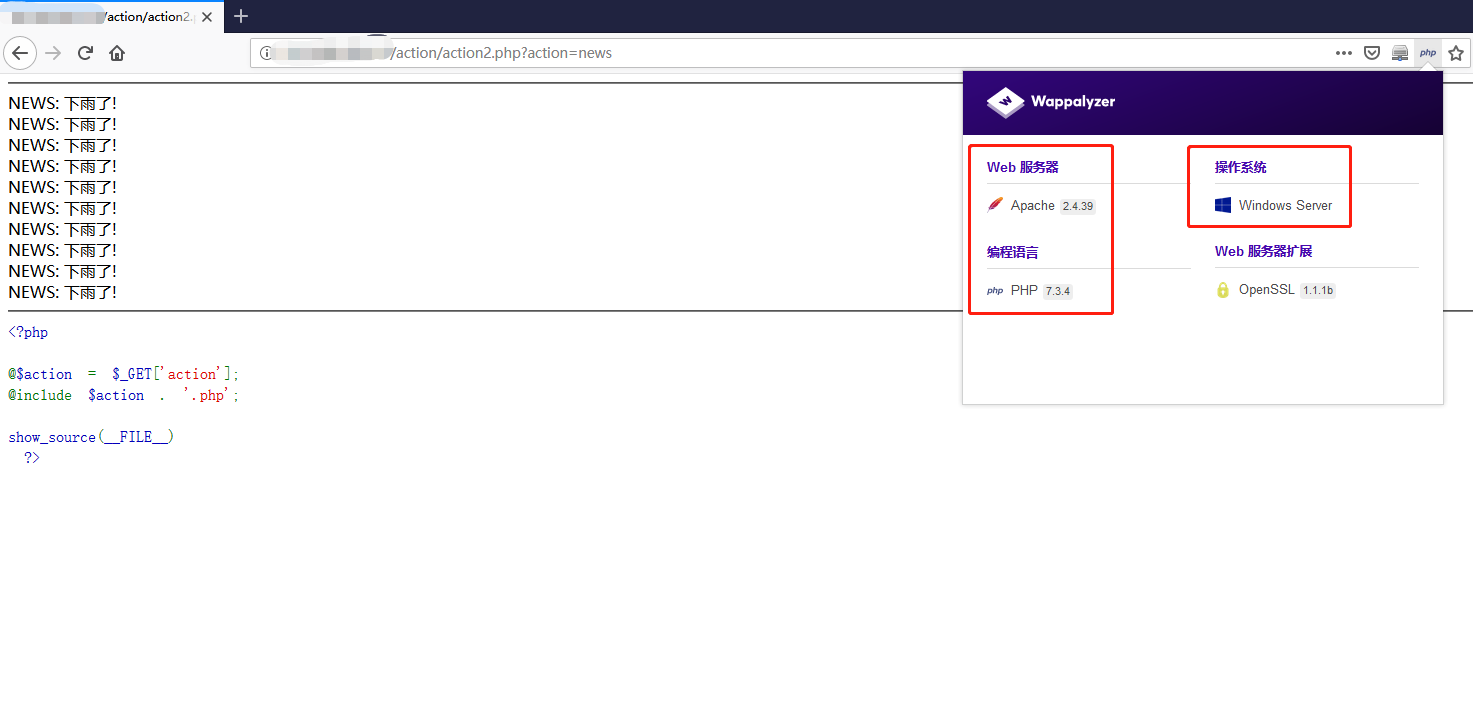 /action/action2.
/action/action2.php?action=news
php
NEWS: 下雨了!
NEWS: 下雨了!
NEWS: 下雨了!
NEWS: 下雨了!
NEWS: 下雨了!
NEWS: 下雨了!
NEWS: 下雨了!
NEWS: 下雨了!
NEWS: 下雨了!
NEWS: 下雨了!
<?php
@$action = $_GET['action'];
@include $action . '.php';
show_source(__FILE__)
?>
Wappalyzer
Web 服务器
Apache 2.4.39
编程语言
php PHP 7.3.4
操作系统
Windows Server
Web 服务器扩展
OpenSSL 1.1.1b